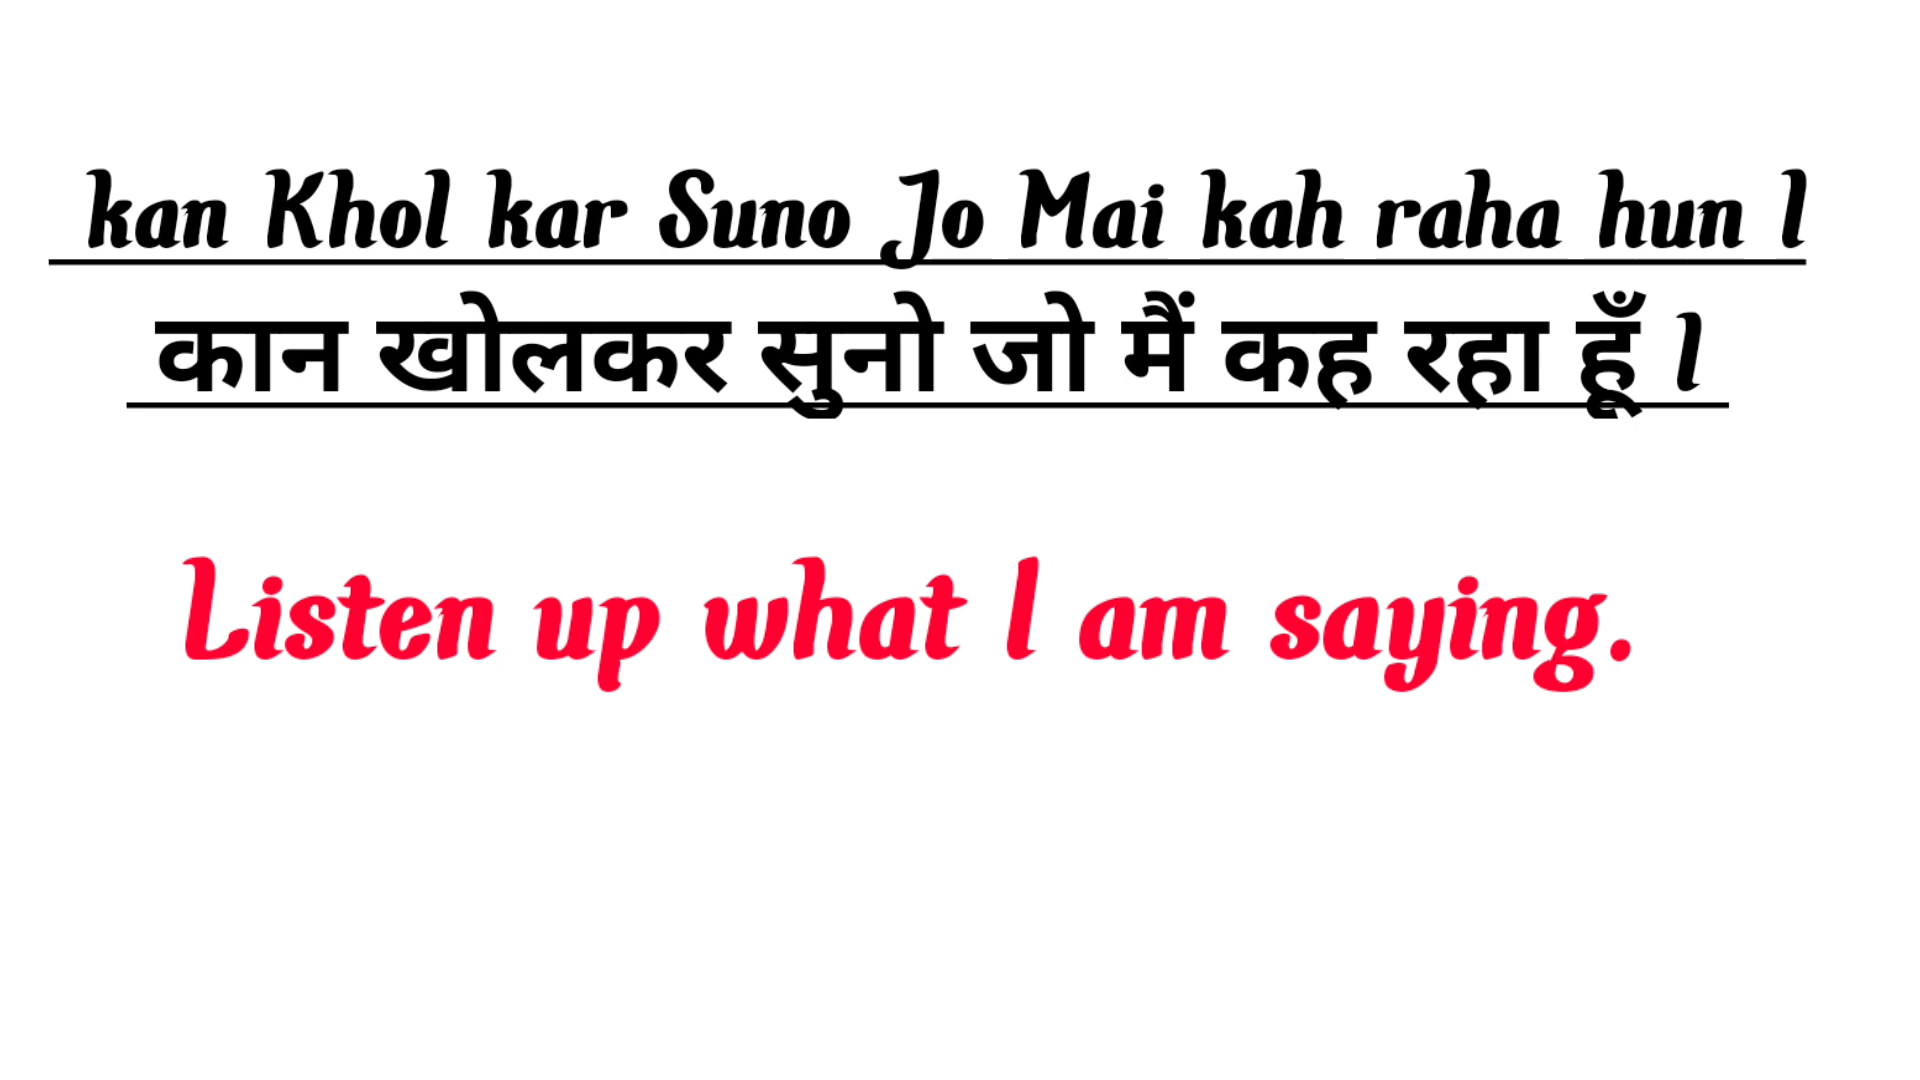 kan Khol kar Suno Jo Mai kah raha hun l
कान खोलकर सुनो जो मैं कह रहा हूँ l
Listen up what I am saying.